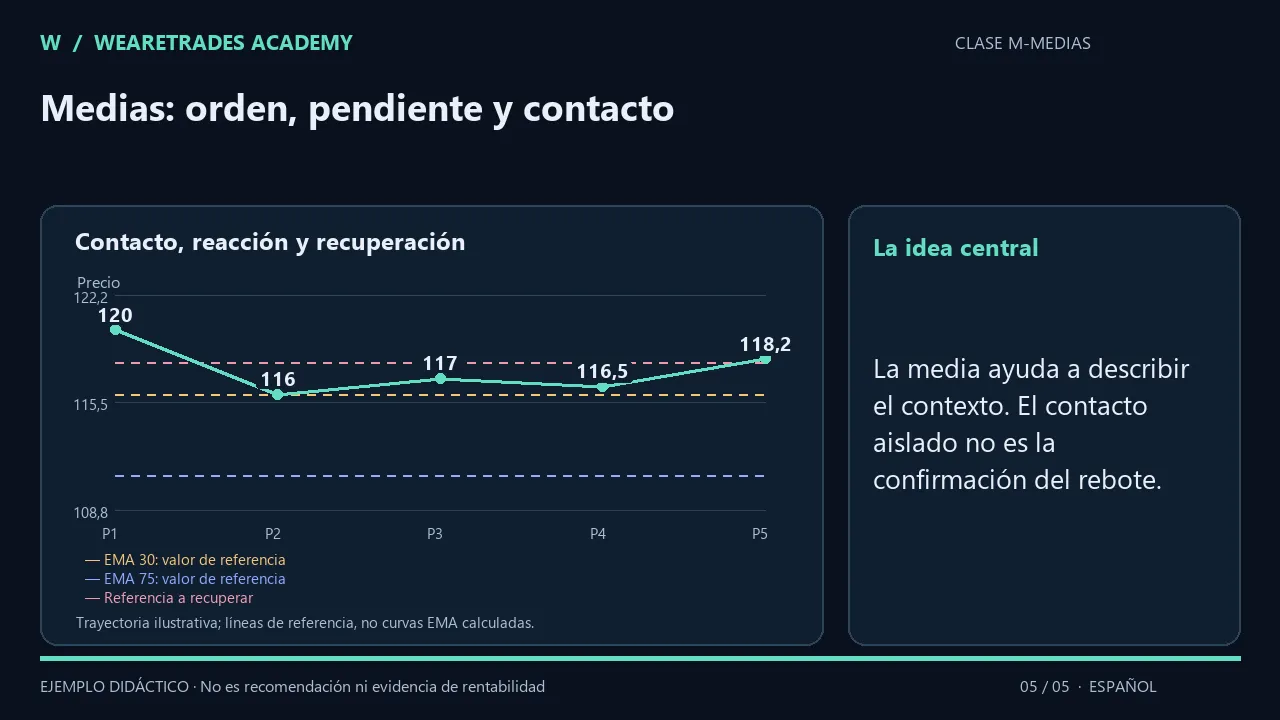 W / WEARETRADES ACADEMY
CLASE M-MEDIAS
Medias: orden, pendiente y contacto
Contacto, reacción y recuperación
Precio
122,2
120
116
117
116,5
118,2
115,5
108,8
P1 P2 P3 P4 P5
— EMA 30: valor de referencia
— EMA 75: valor de referencia
— Referencia a recuperar
Trayectoria ilustrativa; líneas de referencia, no curvas EMA calculadas.
La idea central
La media ayuda a describir
el contexto. El contacto
aislado no es la
confirmación del rebote.
EJEMPLO DIDÁCTICO · No es recomendación ni evidencia de rentabilidad
05 / 05 · ESPAÑOL